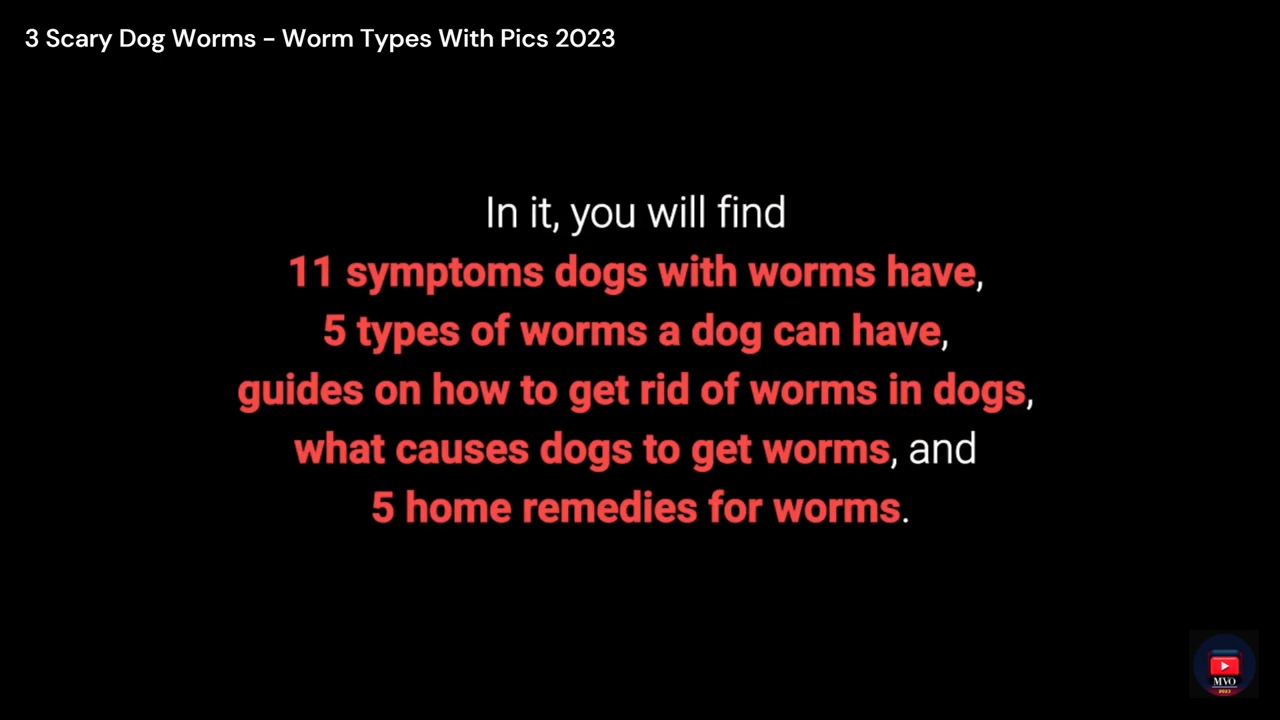 3 Scary Dog Worms - Worm Types With Pics 2023
In it, you will find
11 symptoms dogs with worms have,
5 types of worms a dog can have,
guides on how to get rid of worms in dogs,
what causes dogs to get worms, and
5 home remedies for worms.
MVO
2023